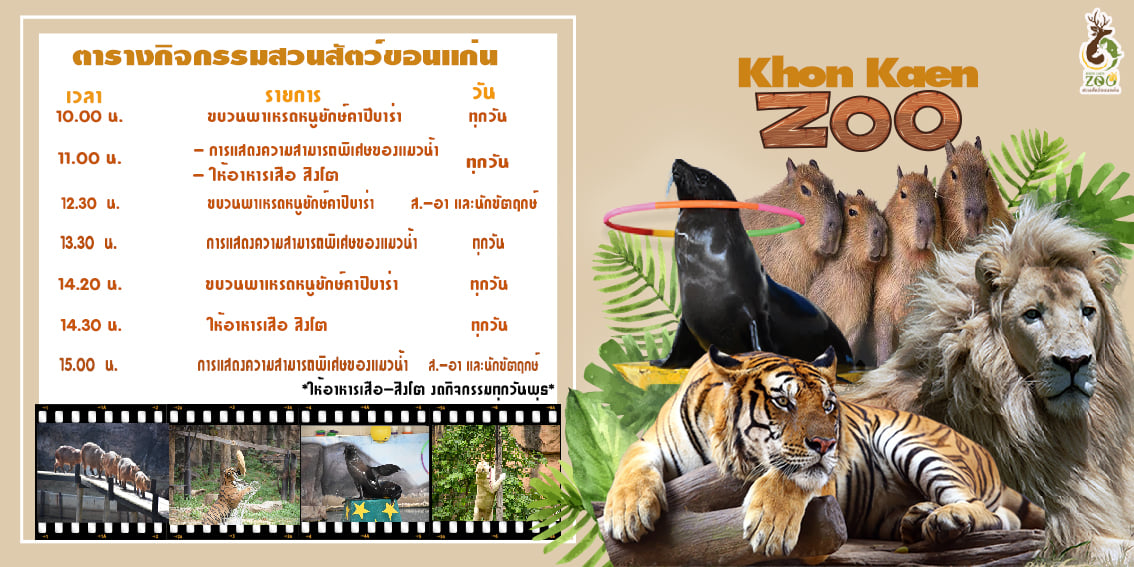 ตารางกิจกรรมสวนสัตว์ขอนแก่น
เวลา รายการ วัน
10.00 น. ขบวนพาเหรดหนูยักษ์คาปิบาร่า ทุกวัน
11.00 น. - การแสดงความสามารถพิเศษของแมวน้ำ ทุกวัน
- ให้อาหารเสือ สิงโต
12.30 น. ขบวนพาเหรดหนูยักษ์คาปิบาร่า ส.-อา และนักขัตฤกษ์
13.30 น. การแสดงความสามารถพิเศษของแมวน้ำ ทุกวัน
14.20 น. ขบวนพาเหรดหนูยักษ์คาปิบาร่า ทุกวัน
14.30 น. ให้อาหารเสือ สิงโต ทุกวัน
15.00 น. การแสดงความสามารถพิเศษของแมวน้ำ ส.-อา และนักขัตฤกษ์
*ให้อาหารเสือ-สิงโต งดกิจกรรมทุกวันพุธ*
Khon Kaen
ZOO
KHON KAEN
ZOO
สวนสัตว์ขอนแก่น